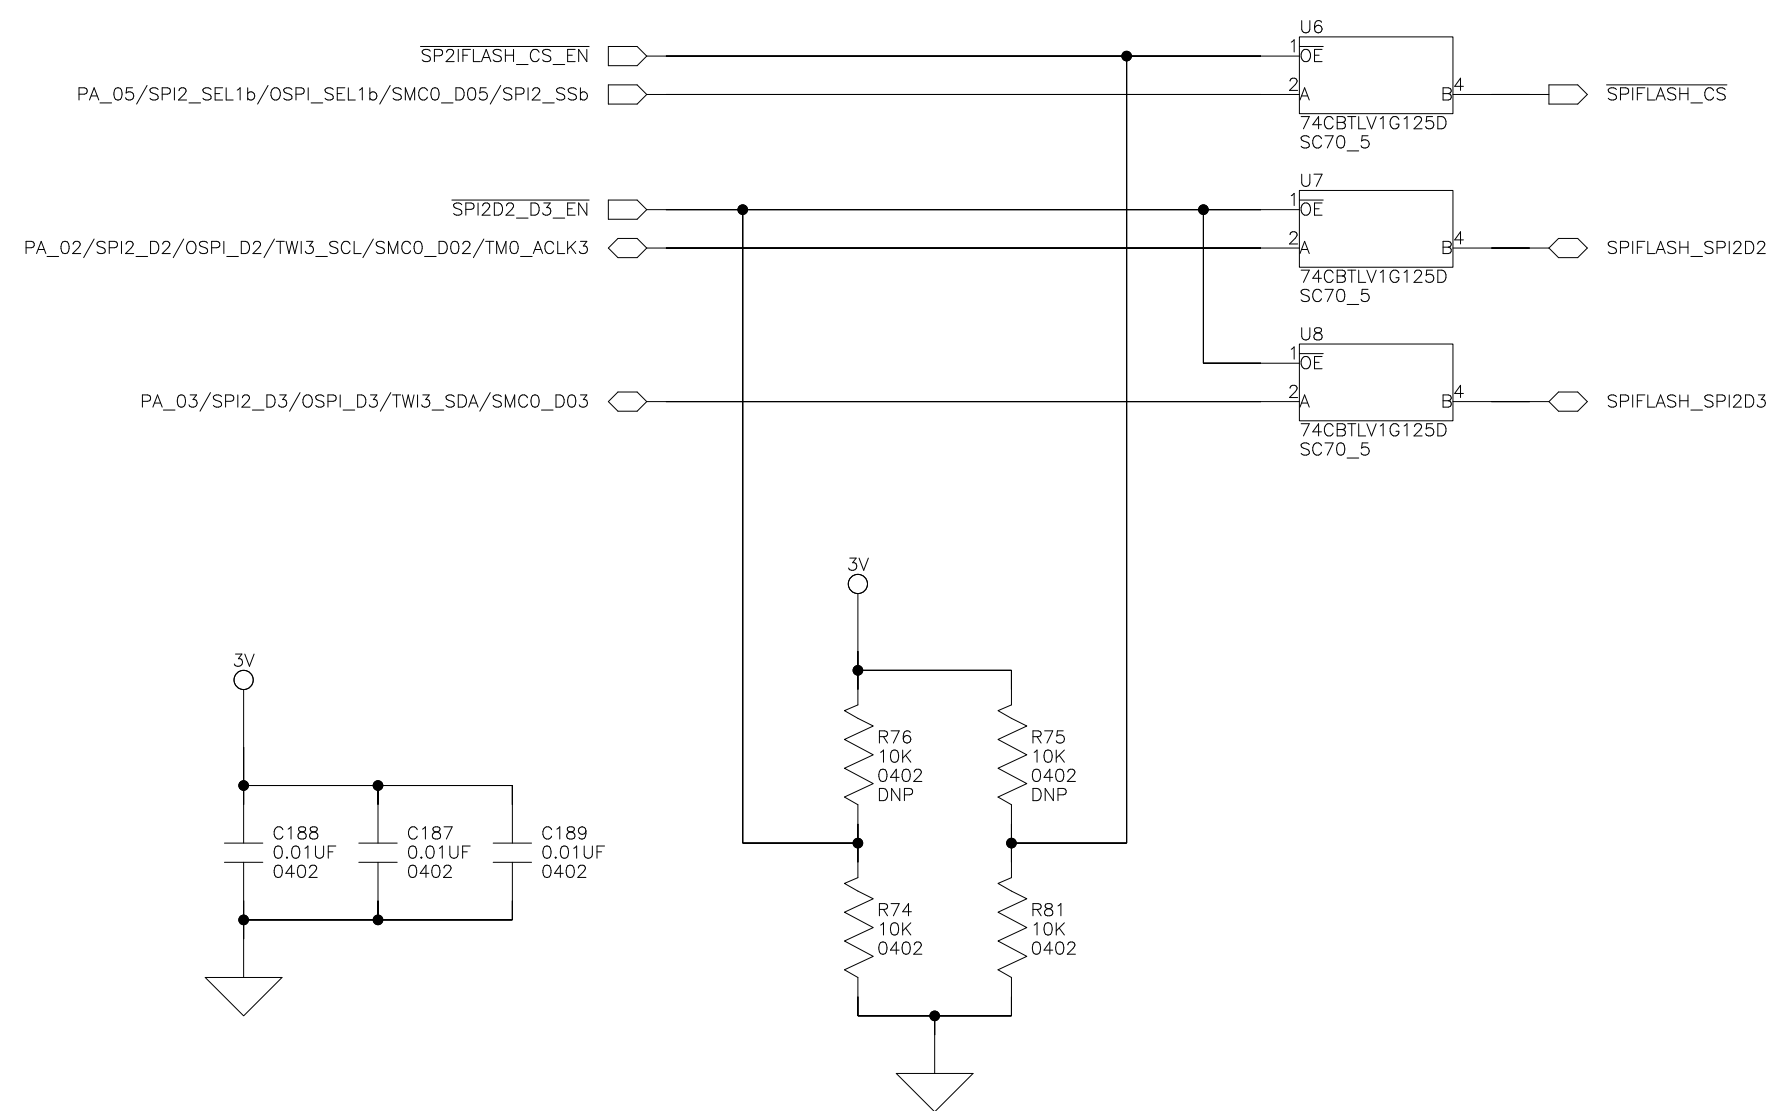 U6
SP2IFLASH_CS_EN
1
OE
PA_05/SPI2_SEL1b/OSPI_SEL1b/SMC0_D05/SPI2_SSb
2
A
B
4
SPIFLASH_CS
74CBTLV1G125D
SC70_5
U7
SPI2D2_D3_EN
1
OE
PA_02/SPI2_D2/OSPI_D2/TWI3_SCL/SMC0_D02/TM0_ACLK3
2
A
B
4
SPIFLASH_SPI2D2
74CBTLV1G125D
SC70_5
U8
1
OE
PA_03/SPI2_D3/OSPI_D3/TWI3_SDA/SMC0_D03
2
A
B
4
SPIFLASH_SPI2D3
74CBTLV1G125D
SC70_5
3V
3V
R76
10K
0402
DNP
R75
10K
0402
DNP
C188
0.01UF
0402
C187
0.01UF
0402
C189
0.01UF
0402
R74
10K
0402
R81
10K
0402